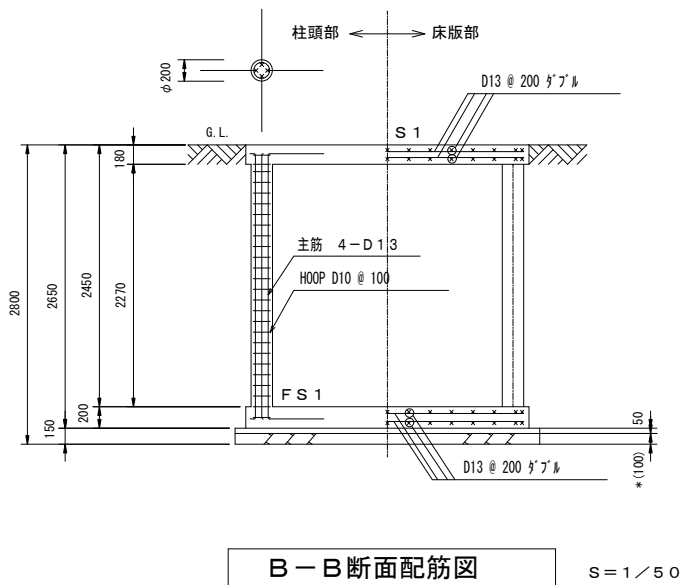 柱頭部
床版部
φ200
D13 @ 200 ダブル
G.L.
S1
180
主筋 4-D13
HOOP D10 @ 100
2800
2650
2450
2270
FS1
200
150
50
*(100)
D13 @ 200 ダブル
B-B断面配筋図
S=1/50